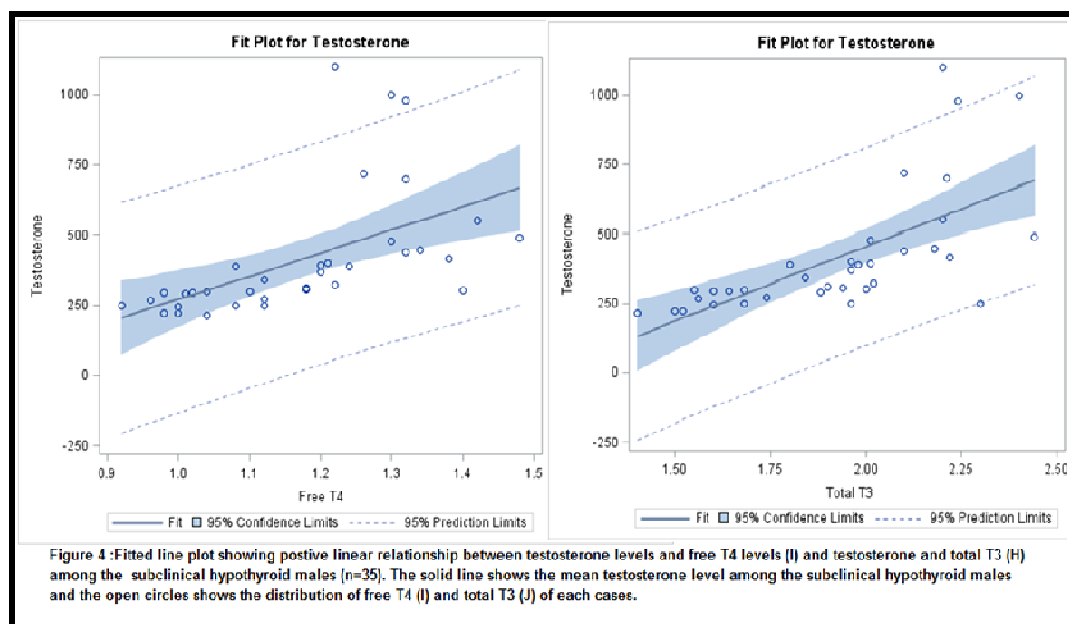 Fit Plot for Testosterone
1000
750
500
250
0
-250
Testosterone
0.9 1.0 1.1 1.2 1.3 1.4 1.5
Free T4
Fit 95% Confidence Limits 95% Prediction Limits
Fit Plot for Testosterone
1000
750
500
250
0
-250
Testosterone
1.50 1.75 2.00 2.25 2.50
Total T3
Fit 95% Confidence Limits 95% Prediction Limits
Figure 4 :Fitted line plot showing postive linear relationship between testosterone levels and free T4 levels (I) and testosterone and total T3 (H)
among the subclinical hypothyroid males (n=35). The solid line shows the mean testosterone level among the subclinical hypothyroid males
and the open circles shows the distribution of free T4 (I) and total T3 (J) of each cases.